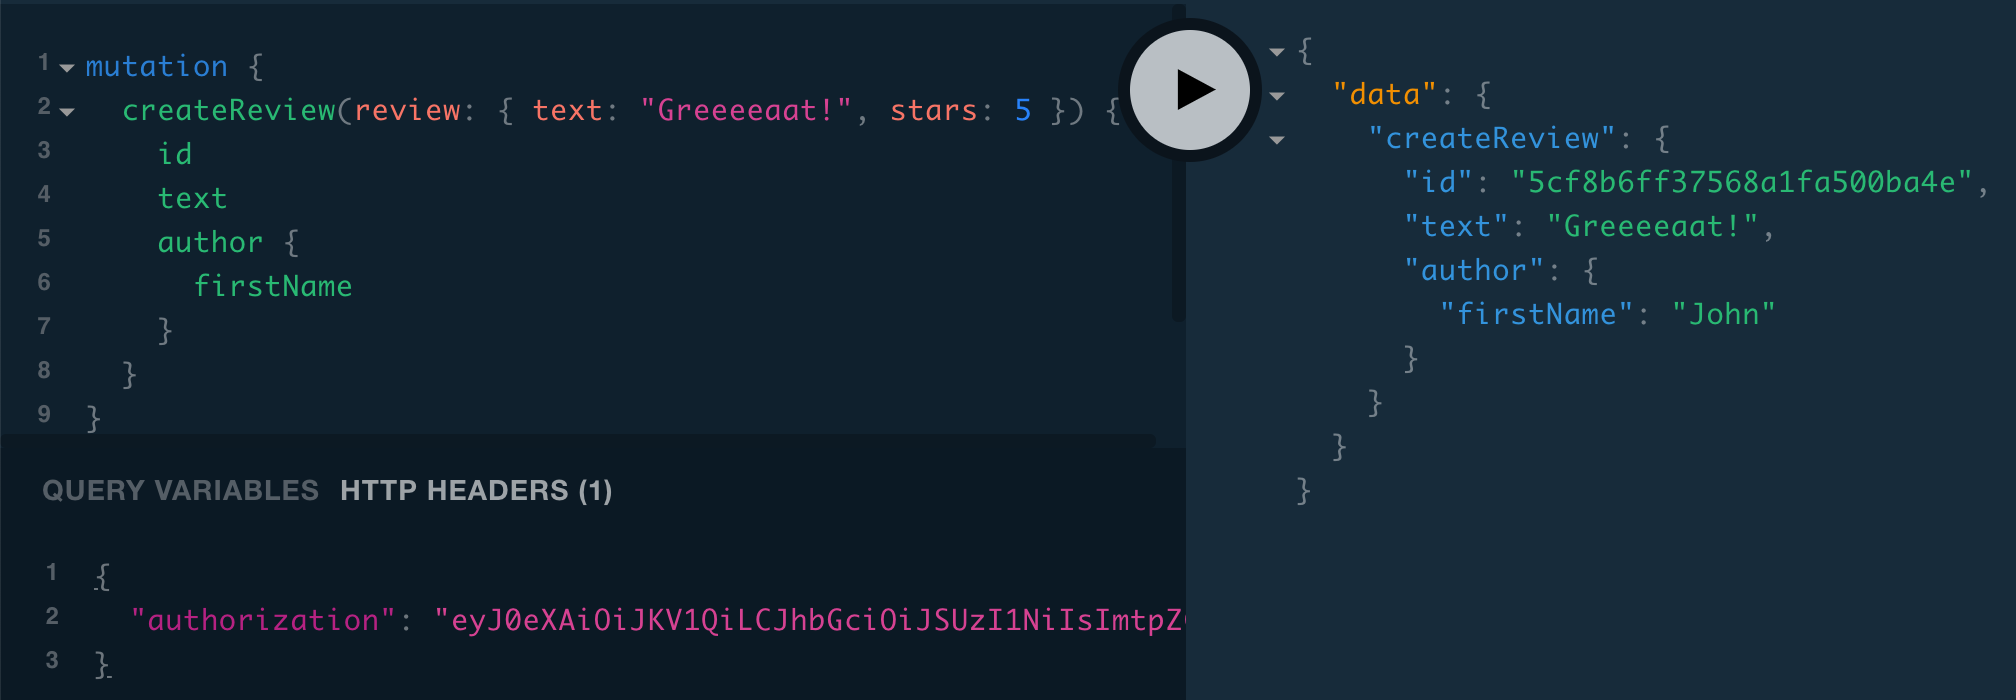 1 mutation {
2 createReview(review: { text: "Greeeeaat!", stars: 5 }) {
3 id
4 text
5 author {
6 firstName
7 }
8 }
9 }
QUERY VARIABLES HTTP HEADERS (1)
1 {
2 "authorization": "eyJ0eXAiOiJKV1QiLCJhbGciOiJSUzI1NiIsImtpZ
3 }
{
"data": {
"createReview": {
"id": "5cf8b6ff37568a1fa500ba4e",
"text": "Greeeeaat!",
"author": {
"firstName": "John"
}
}
}
}